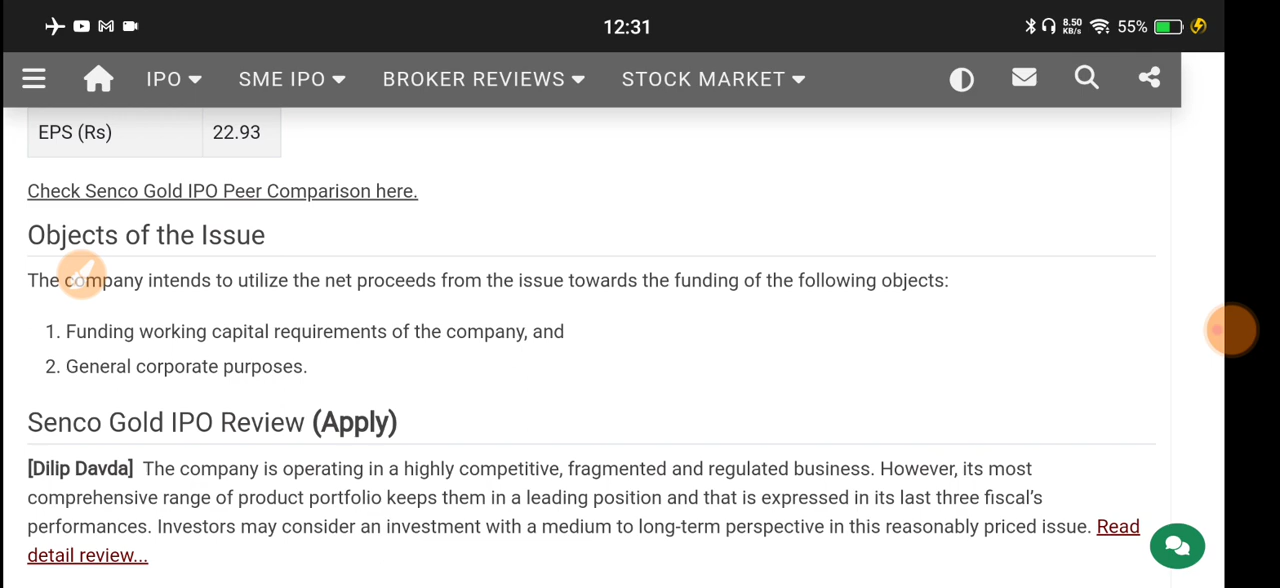 12:31
8.50 KB/s 55%
IPO SME IPO BROKER REVIEWS STOCK MARKET
EPS (Rs) 22.93
Check Senco Gold IPO Peer Comparison here.
Objects of the Issue
The company intends to utilize the net proceeds from the issue towards the funding of the following objects:
1. Funding working capital requirements of the company, and
2. General corporate purposes.
Senco Gold IPO Review (Apply)
[Dilip Davda] The company is operating in a highly competitive, fragmented and regulated business. However, its most
comprehensive range of product portfolio keeps them in a leading position and that is expressed in its last three fiscal's
performances. Investors may consider an investment with a medium to long-term perspective in this reasonably priced issue. Read
detail review...